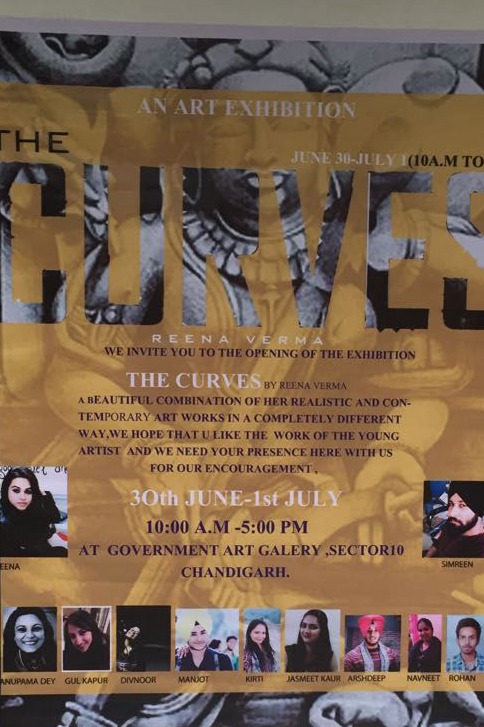 AN ART EXHIBITION
THE
JUNE 30-JULY 1(10A.M TO
CURVES
REENA VERMA
WE INVITE YOU TO THE OPENING OF THE EXHIBITION
THE CURVES BY REENA VERMA
A BEAUTIFUL COMBINATION OF HER REALISTIC AND CON-
TEMPORARY ART WORKS IN A COMPLETELY DIFFERENT
WAY,WE HOPE THAT U LIKE THE WORK OF THE YOUNG
ARTIST AND WE NEED YOUR PRESENCE HERE WITH US
FOR OUR ENCOURAGEMENT ,
30th JUNE-1st JULY
10:00 A.M -5:00 PM
AT GOVERNMENT ART GALERY ,SECTOR10
CHANDIGARH.
EENA
SIMREEN
ANUPAMA DEY GUL KAPUR DIVNOOR MANJOT KIRTI JASMEET KAUR ARSHDEEP NAVNEET ROHAN